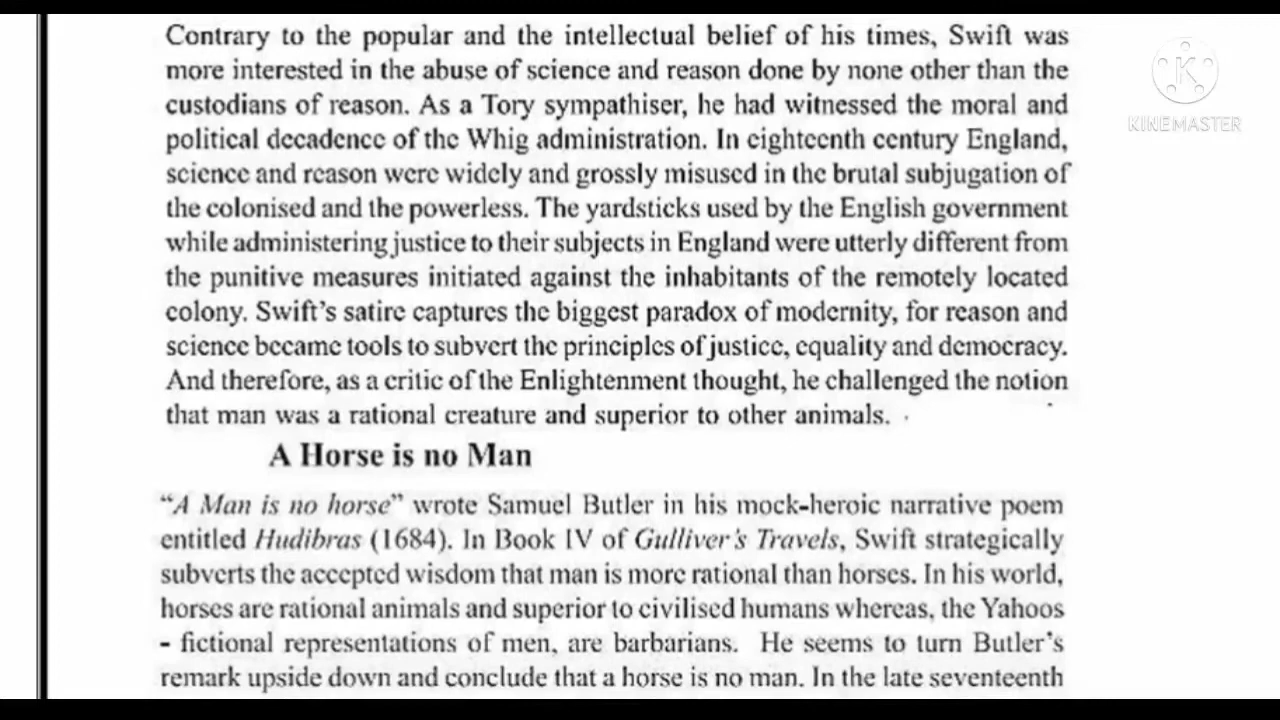 Contrary to the popular and the intellectual belief of his times, Swift was
more interested in the abuse of science and reason done by none other than the
custodians of reason. As a Tory sympathiser, he had witnessed the moral and
political decadence of the Whig administration. In eighteenth century England,
science and reason were widely and grossly misused in the brutal subjugation of
the colonised and the powerless. The yardsticks used by the English government
while administering justice to their subjects in England were utterly different from
the punitive measures initiated against the inhabitants of the remotely located
colony. Swift's satire captures the biggest paradox of modernity, for reason and
science became tools to subvert the principles of justice, equality and democracy.
And therefore, as a critic of the Enlightenment thought, he challenged the notion
that man was a rational creature and superior to other animals.
A Horse is no Man
“A Man is no horse” wrote Samuel Butler in his mock-heroic narrative poem
entitled Hudibras (1684). In Book IV of Gulliver's Travels, Swift strategically
subverts the accepted wisdom that man is more rational than horses. In his world,
horses are rational animals and superior to civilised humans whereas, the Yahoos
- fictional representations of men, are barbarians. He seems to turn Butler's
remark upside down and conclude that a horse is no man. In the late seventeenth
K
KINEMASTER